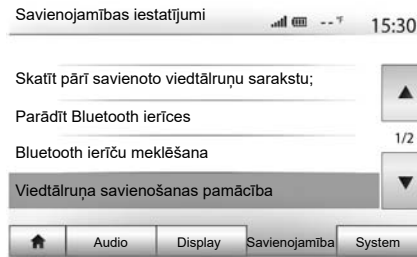 Savienojamības iestatījumi -- °F 15:30
Skatīt pārī savienoto viedtālruņu sarakstu;
Parādīt Bluetooth ierīces
1/2
Bluetooth ierīču meklēšana
Viedtālruņa savienošanas pamācība
Audio Display Savienojamība System